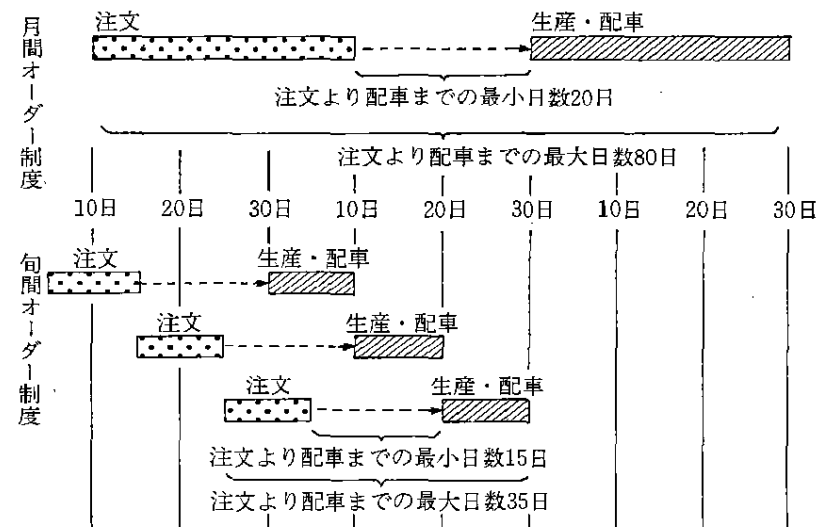 月間オーダー制度
注文
生産・配車
注文より配車までの最小日数20日
注文より配車までの最大日数80日
10日 20日 30日 10日 20日 30日 10日 20日 30日
旬間オーダー制度
注文 生産・配車
注文 生産・配車
注文 生産・配車
注文より配車までの最小日数15日
注文より配車までの最大日数35日